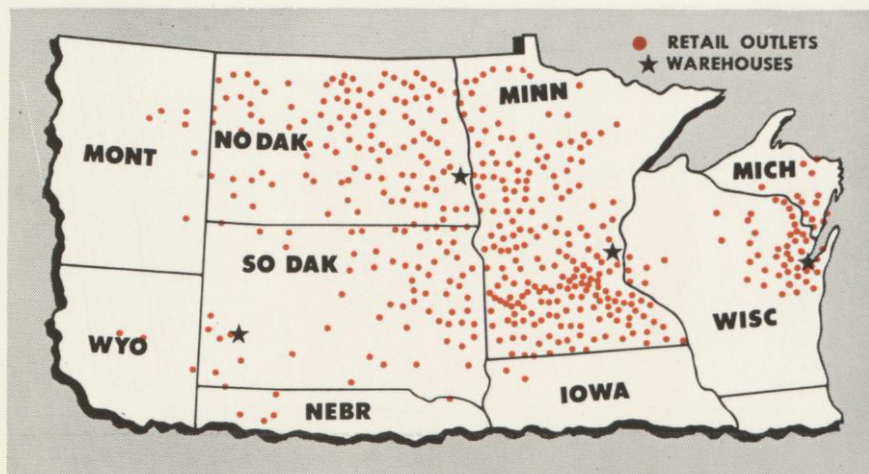 RETAIL OUTLETS
WAREHOUSES
MINN
NO DAK
MONT
MICH
SO DAK
WISC
WYO
IOWA
NEBR